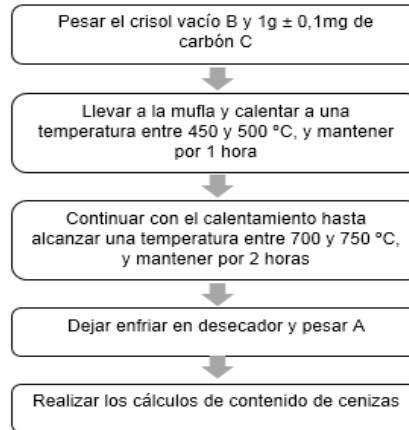 Pesar el crisol vacío B y 1g ± 0,1mg de
carbón C
Llevar a la mufla y calentar a una
temperatura entre 450 y 500 ºC, y mantener
por 1 hora
Continuar con el calentamiento hasta
alcanzar una temperatura entre 700 y 750 ºC,
y mantener por 2 horas
Dejar enfriar en desecador y pesar A
Realizar los cálculos de contenido de cenizas